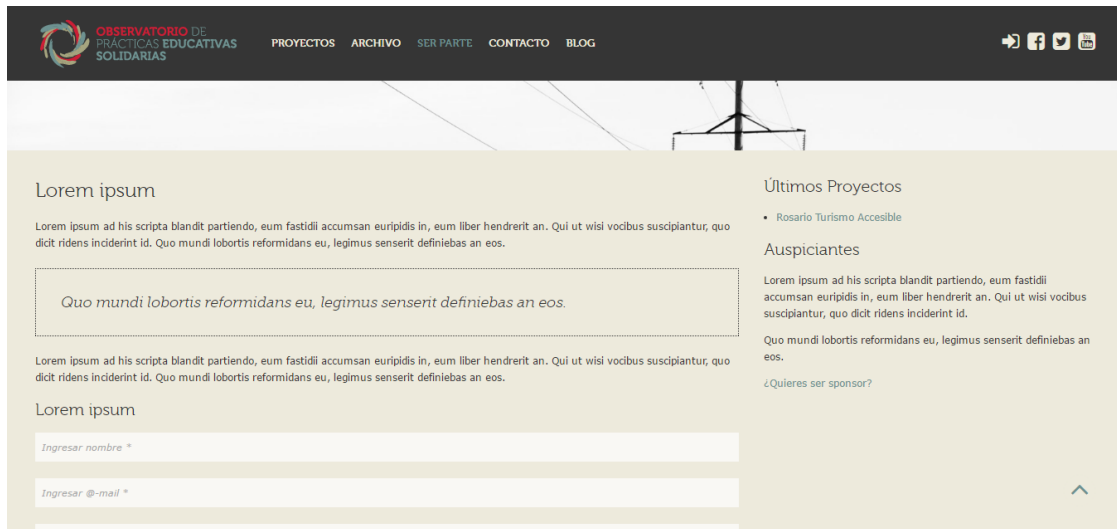 OBSERVATORIO DE
PRÁCTICAS EDUCATIVAS
SOLIDARIAS
PROYECTOS ARCHIVO SER PARTE CONTACTO BLOG
You
Tube
Lorem ipsum
Lorem ipsum ad his scripta blandit partiendo, eum fastidii accumsan euripidis in, eum liber hendrerit an. Qui ut wisi vocibus suscipiantur, quo
dicit ridens inciderint id. Quo mundi lobortis reformidans eu, legimus senserit definiebas an eos.
Quo mundi lobortis reformidans eu, legimus senserit definiebas an eos.
Lorem ipsum ad his scripta blandit partiendo, eum fastidii accumsan euripidis in, eum liber hendrerit an. Qui ut wisi vocibus suscipiantur, quo
dicit ridens inciderint id. Quo mundi lobortis reformidans eu, legimus senserit definiebas an eos.
Lorem ipsum
Ingresar nombre *
Ingresar @-mail *
Últimos Proyectos
• Rosario Turismo Accesible
Auspiciantes
Lorem ipsum ad his scripta blandit partiendo, eum fastidii
accumsan euripidis in, eum liber hendrerit an. Qui ut wisi vocibus
suscipiantur, quo dicit ridens inciderint id.
Quo mundi lobortis reformidans eu, legimus senserit definiebas an
eos.
¿Quieres ser sponsor?